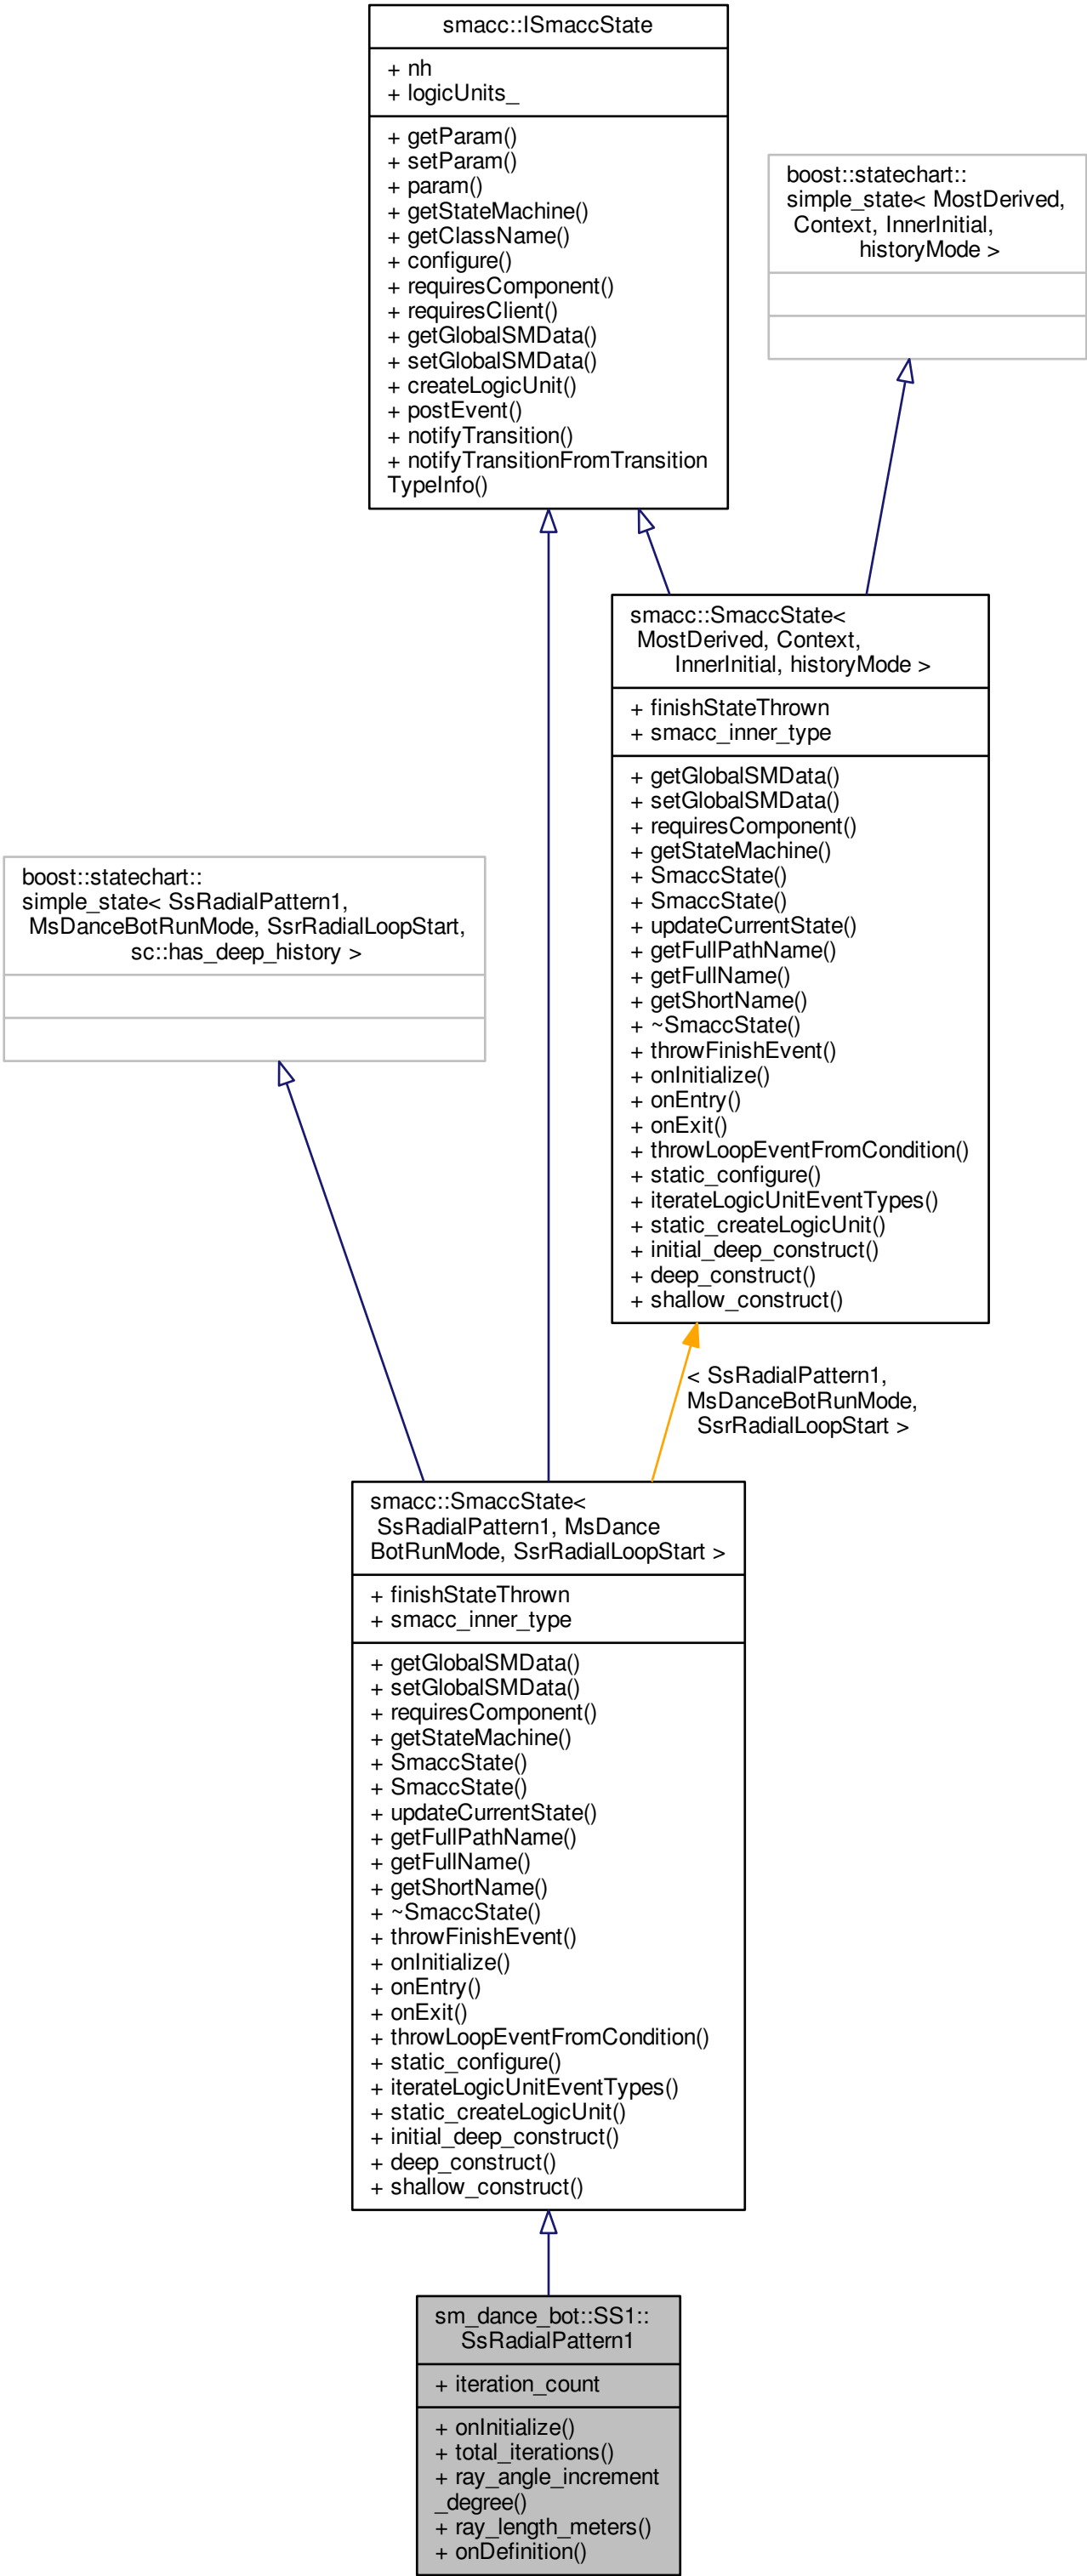 smacc::ISmaccState
+ nh
+ logicUnits_
+ getParam()
+ setParam()
+ param()
+ getStateMachine()
+ getClassName()
+ configure()
+ requiresComponent()
+ requiresClient()
+ getGlobalSMData()
+ setGlobalSMData()
+ createLogicUnit()
+ postEvent()
+ notifyTransition()
+ notifyTransitionFromTransition
TypeInfo()
boost::statechart::
simple_state< MostDerived,
Context, InnerInitial,
historyMode >
smacc::SmaccState<
MostDerived, Context,
InnerInitial, historyMode >
+ finishStateThrown
+ smacc_inner_type
+ getGlobalSMData()
+ setGlobalSMData()
+ requiresComponent()
+ getStateMachine()
+ SmaccState()
+ SmaccState()
+ updateCurrentState()
+ getFullPathName()
+ getFullName()
+ getShortName()
+ ~SmaccState()
+ throwFinishEvent()
+ onInitialize()
+ onEntry()
+ onExit()
+ throwLoopEventFromCondition()
+ static_configure()
+ iterateLogicUnitEventTypes()
+ static_createLogicUnit()
+ initial_deep_construct()
+ deep_construct()
+ shallow_construct()
boost::statechart::
simple_state< SsRadialPattern1,
MsDanceBotRunMode, SsrRadialLoopStart,
sc::has_deep_history >
< SsRadialPattern1,
MsDanceBotRunMode,
SsrRadialLoopStart >
smacc::SmaccState<
SsRadialPattern1, MsDance
BotRunMode, SsrRadialLoopStart >
+ finishStateThrown
+ smacc_inner_type
+ getGlobalSMData()
+ setGlobalSMData()
+ requiresComponent()
+ getStateMachine()
+ SmaccState()
+ SmaccState()
+ updateCurrentState()
+ getFullPathName()
+ getFullName()
+ getShortName()
+ ~SmaccState()
+ throwFinishEvent()
+ onInitialize()
+ onEntry()
+ onExit()
+ throwLoopEventFromCondition()
+ static_configure()
+ iterateLogicUnitEventTypes()
+ static_createLogicUnit()
+ initial_deep_construct()
+ deep_construct()
+ shallow_construct()
sm_dance_bot::SS1::
SsRadialPattern1
+ iteration_count
+ onInitialize()
+ total_iterations()
+ ray_angle_increment
_degree()
+ ray_length_meters()
+ onDefinition()